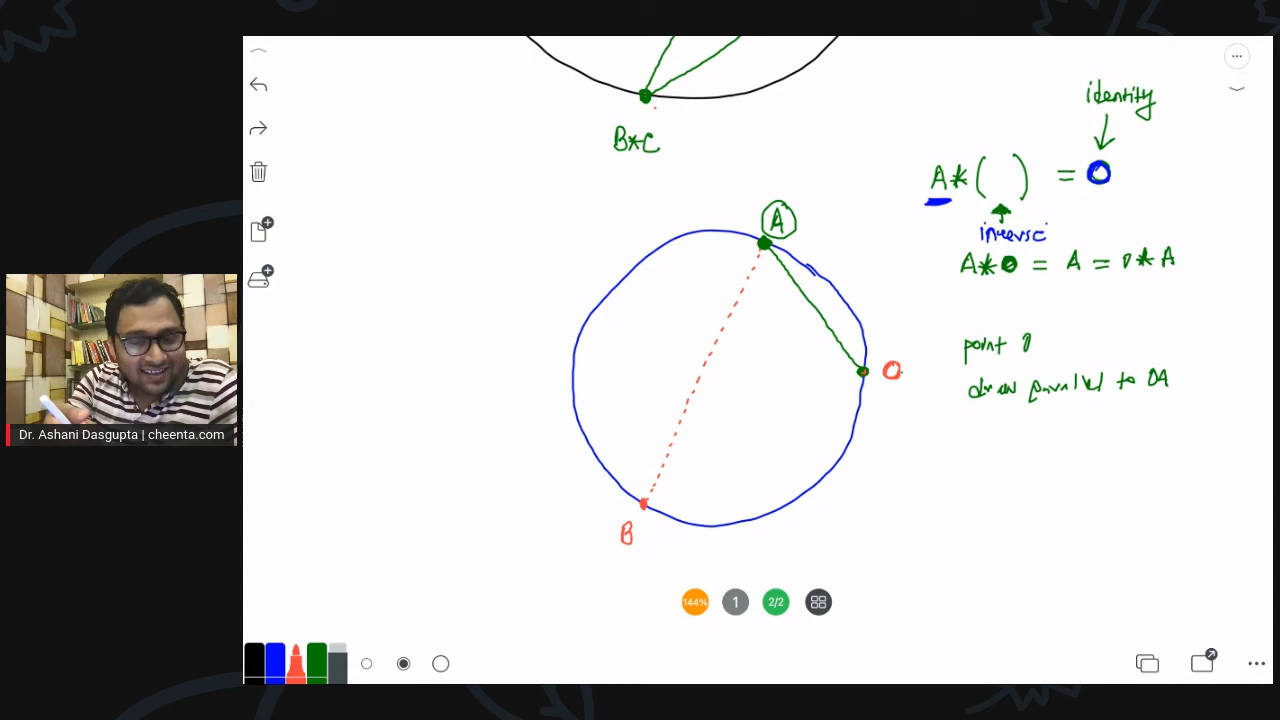 identity
B*C
A*( ) = O
inverse
A
A*O = A = O*A
O
point O
draw parallel to OA
B
Dr. Ashani Dasgupta | cheenta.com
144%
1
2/2